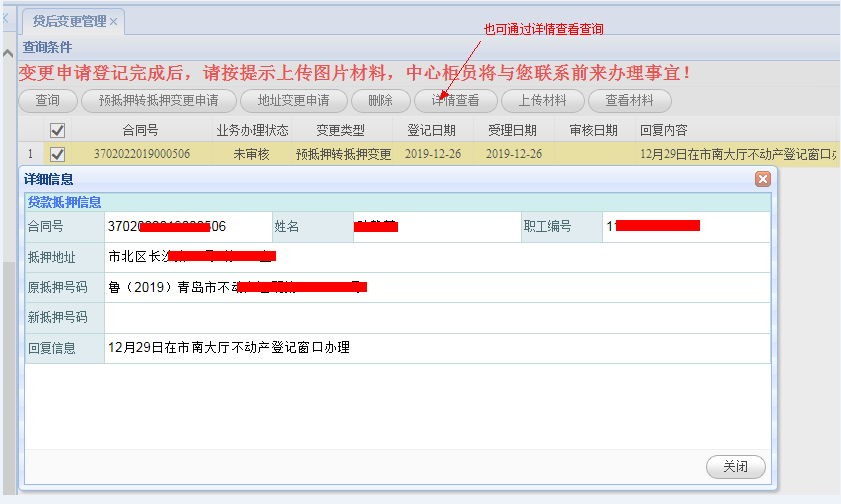 贷后变更管理
也可通过详情查看查询
查询条件
变更申请登记完成后，请按提示上传图片材料，中心柜员将与您联系前来办理事宜！
查询 预抵押转抵押变更申请 地址变更申请 删除 详情查看 上传材料 查看材料
合同号 业务办理状态 变更类型 登记日期 受理日期 审核日期 回复内容
1 3702022019000506 未审核 预抵押转抵押变更 2019-12-26 2019-12-26 12月29日在市南大厅不动产登记窗口办
详细信息
贷款抵押信息
合同号 3702 506 姓名 职工编号 11
抵押地址 市北区长
原抵押号码 鲁（2019）青岛市不动
新抵押号码
回复信息 12月29日在市南大厅不动产登记窗口办理
关闭